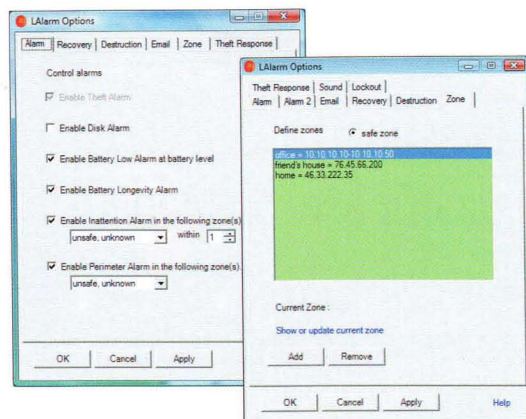 LAlarm Options
Alarm Recovery Destruction Email Zone Theft Response
Control alarms
Enable Theft Alarm
Enable Disk Alarm
Enable Battery Low Alarm at battery level
Enable Battery Longevity Alarm
Enable Inattention Alarm in the following zone(s)
unsafe, unknown within 1
Enable Perimeter Alarm in the following zone(s).
unsafe, unknown
OK Cancel Apply
LAlarm Options
Theft Response Sound Lockout
Alarm Alarm 2 Email Recovery Destruction Zone
Define zones safe zone
office = 10.10.10.10-10.10.10.50
friend's house = 76.45.66.200
home = 46.33.222.35
Current Zone :
Show or update current zone
Add Remove
OK Cancel Apply Help